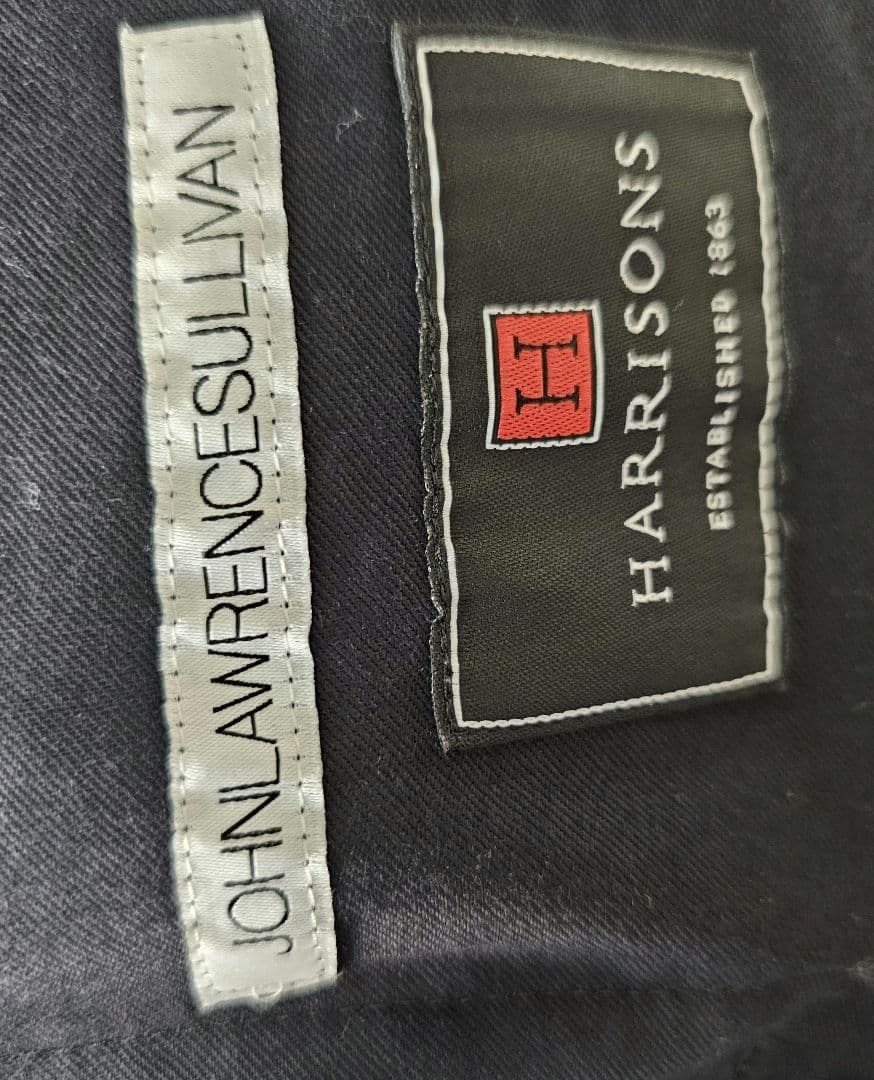 JOHNLAWRENCESULLIVAN
H
HARRISONS
ESTABLISHED 1863